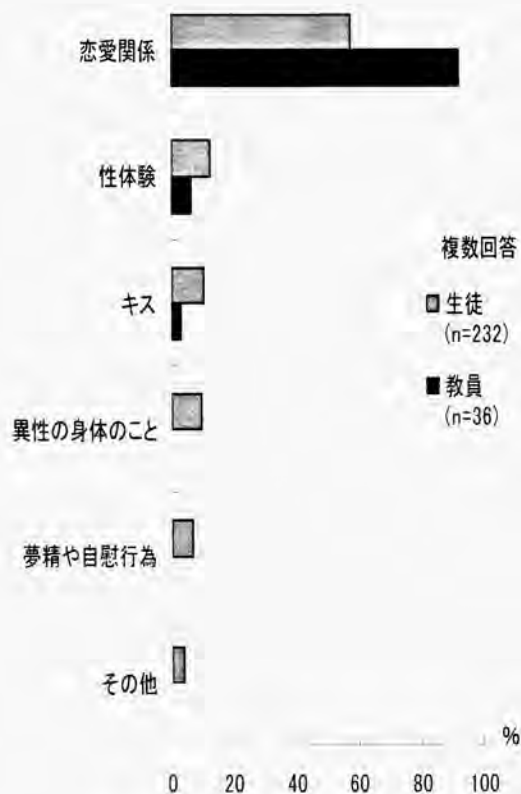 恋愛関係
性体験
キス
異性の身体のこと
夢精や自慰行為
その他
複数回答
生徒
(n=232)
教員
(n=36)
%
0 20 40 60 80 100